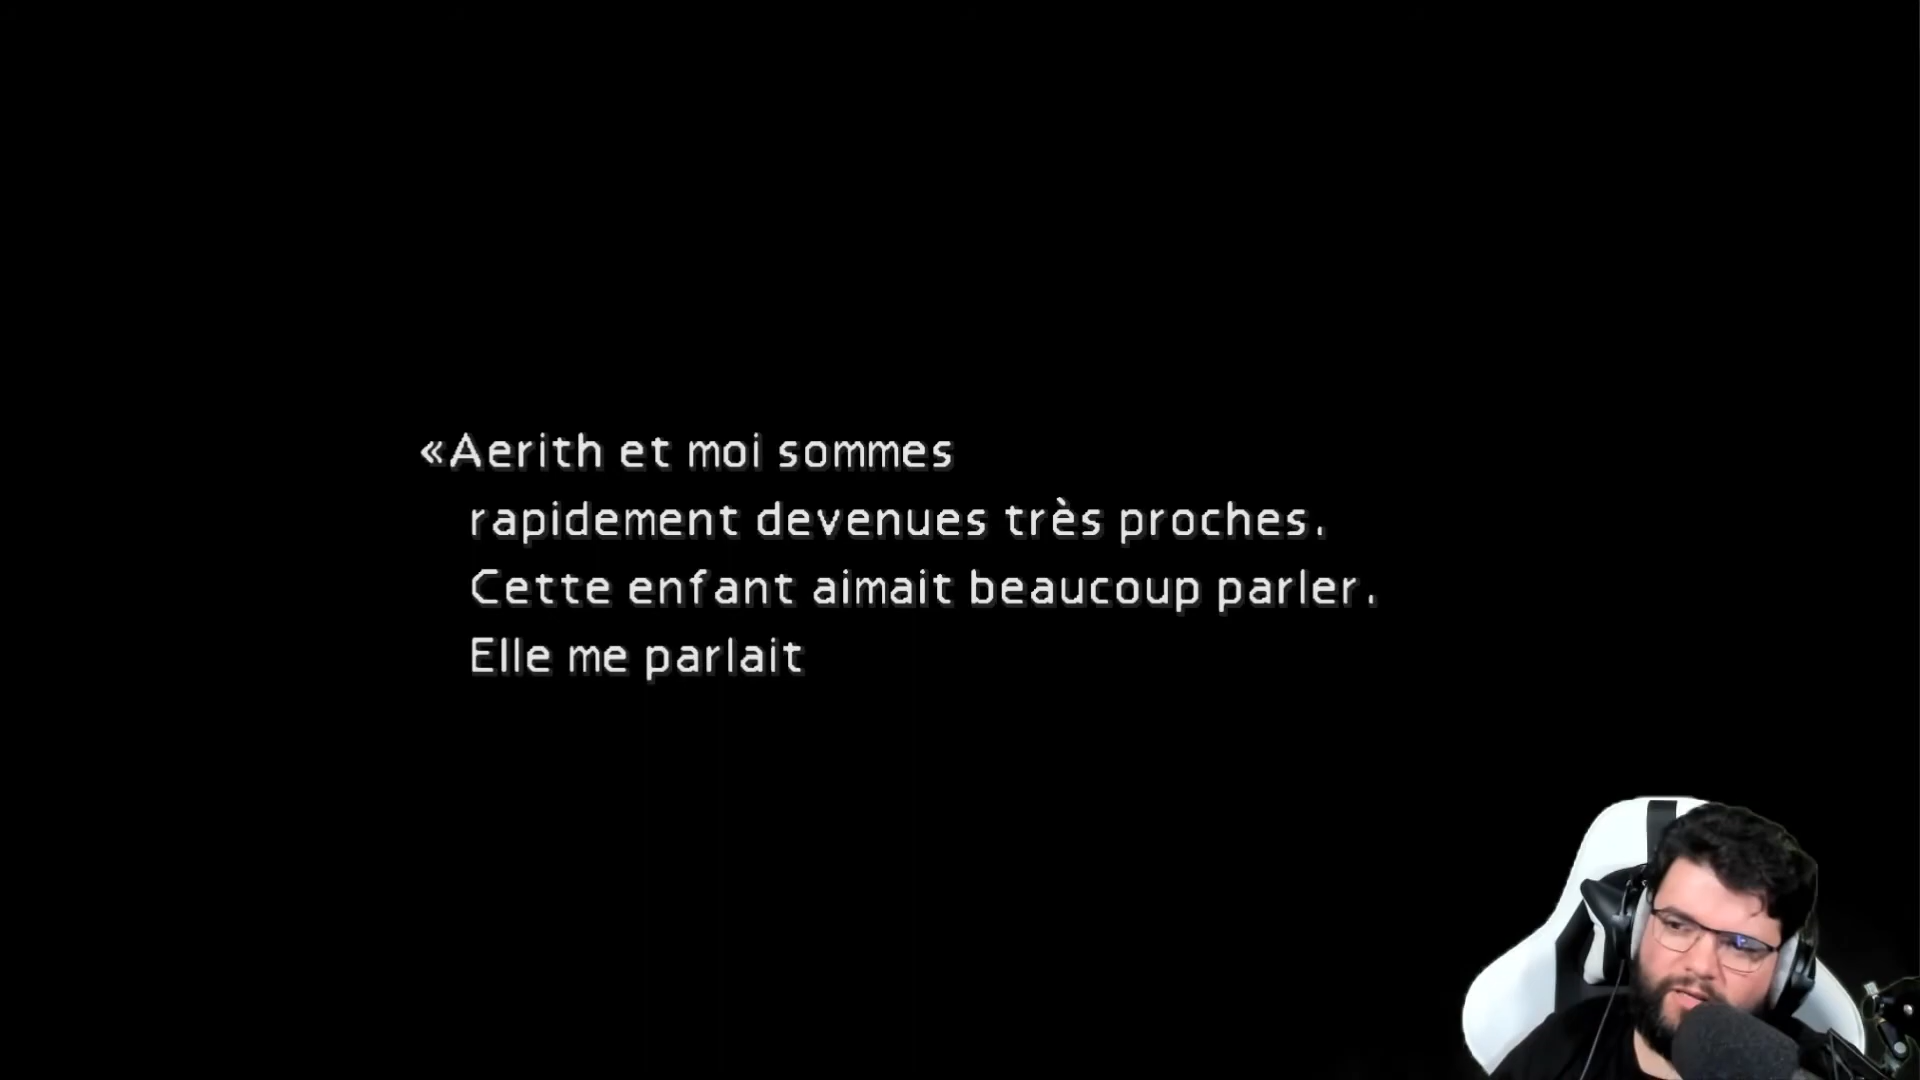 «Aerith et moi sommes
rapidement devenues très proches.
Cette enfant aimait beaucoup parler.
Elle me parlait